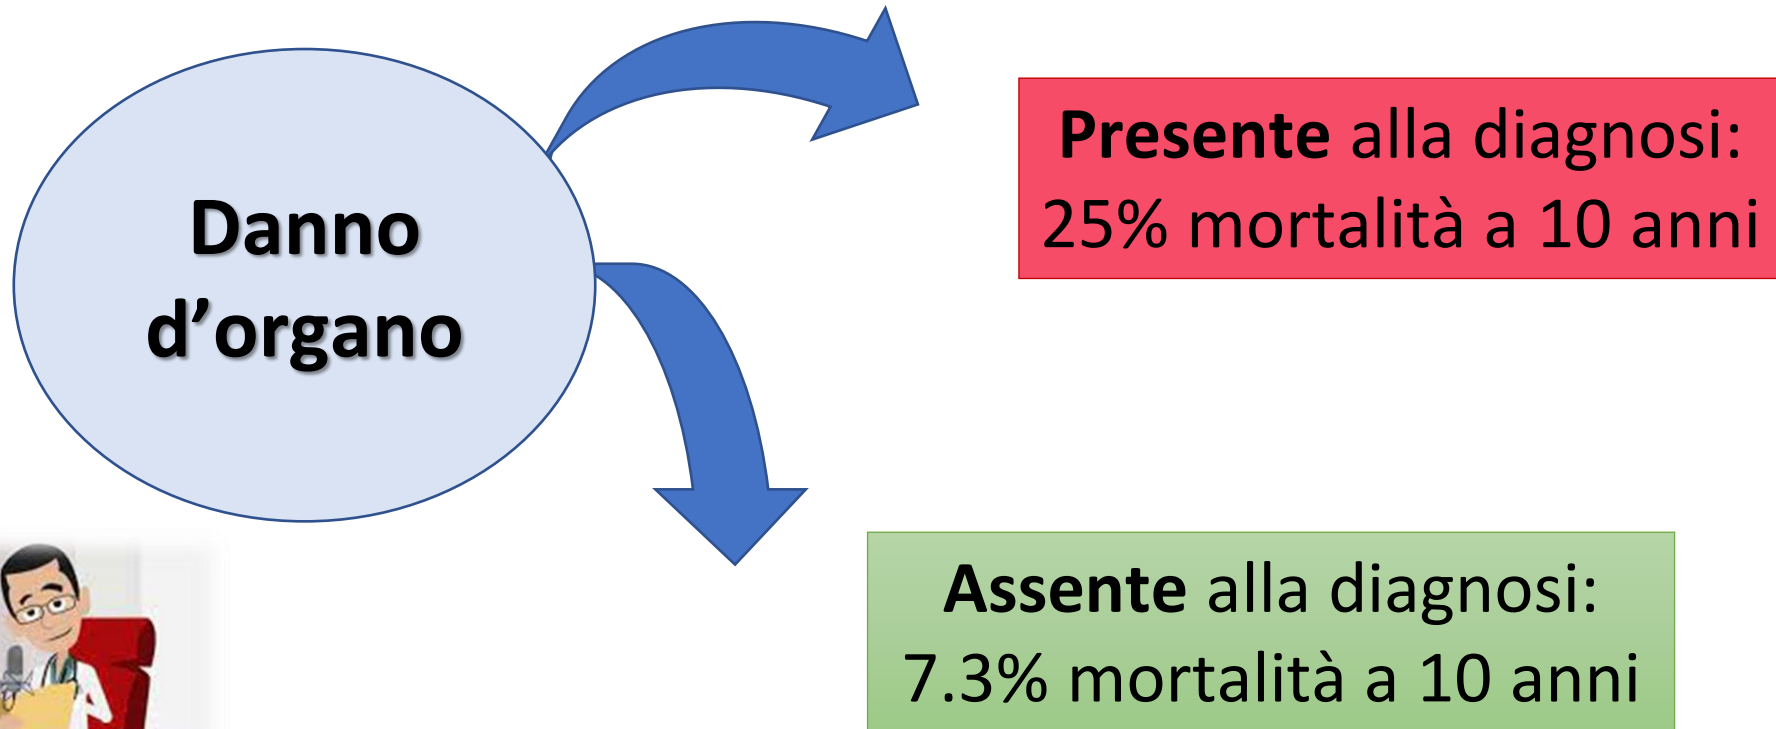 Danno
d’organo
Presente alla diagnosi:
25% mortalità a 10 anni
Assente alla diagnosi:
7.3% mortalità a 10 anni